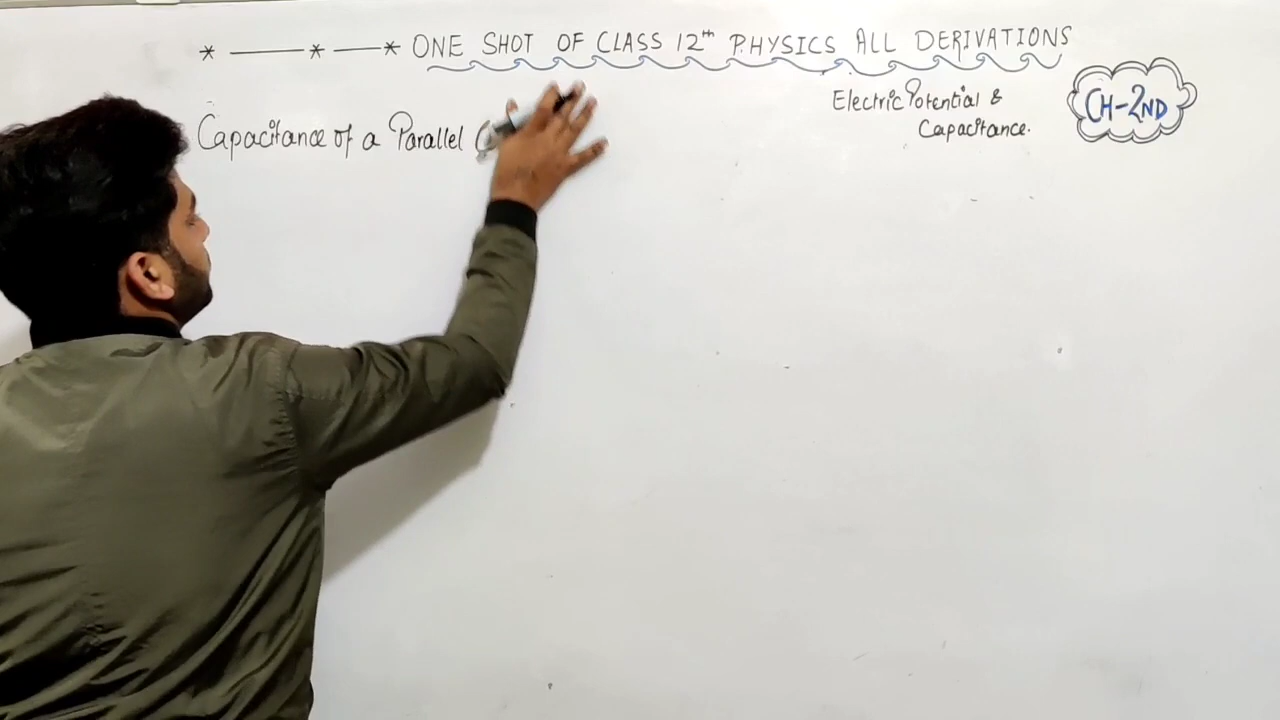 * —— * — * ONE SHOT OF CLASS 12th PHYSICS ALL DERIVATIONS
Electric Potential &
Capacitance.
CH-2ND
Capacitance of a Parallel